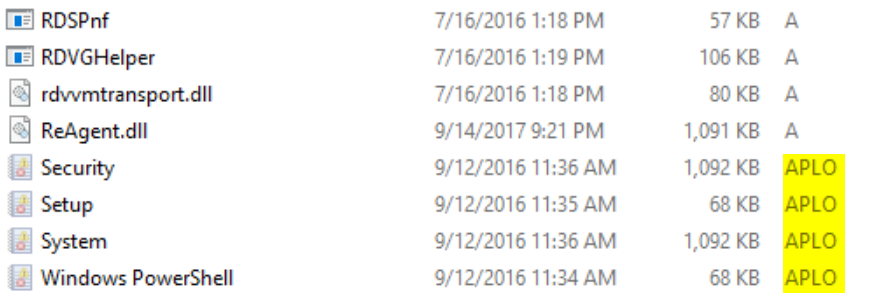 RDSPnf 7/16/2016 1:18 PM 57 KB A
RDVGHelper 7/16/2016 1:19 PM 106 KB A
rdvvmtransport.dll 7/16/2016 1:18 PM 80 KB A
ReAgent.dll 9/14/2017 9:21 PM 1,091 KB A
Security 9/12/2016 11:36 AM 1,092 KB APLO
Setup 9/12/2016 11:35 AM 68 KB APLO
System 9/12/2016 11:36 AM 1,092 KB APLO
Windows PowerShell 9/12/2016 11:34 AM 68 KB APLO